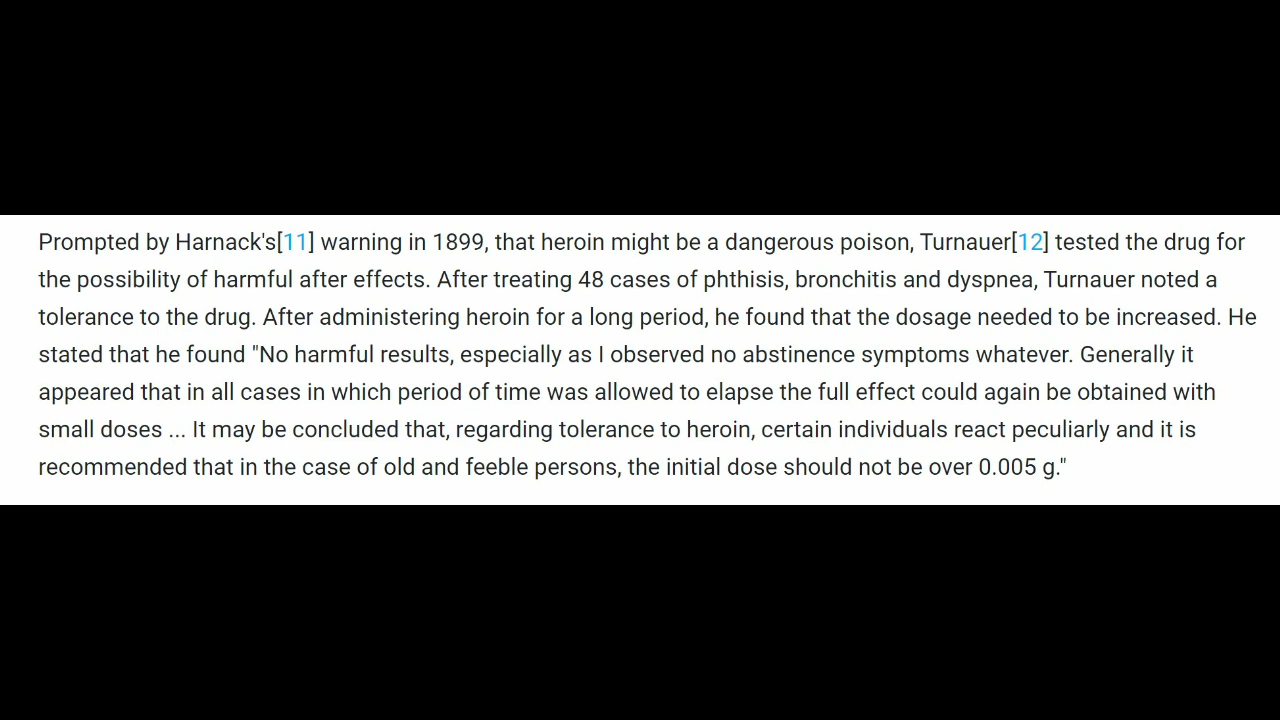 Prompted by Harnack's[11] warning in 1899, that heroin might be a dangerous poison, Turnauer[12] tested the drug for
the possibility of harmful after effects. After treating 48 cases of phthisis, bronchitis and dyspnea, Turnauer noted a
tolerance to the drug. After administering heroin for a long period, he found that the dosage needed to be increased. He
stated that he found "No harmful results, especially as I observed no abstinence symptoms whatever. Generally it
appeared that in all cases in which period of time was allowed to elapse the full effect could again be obtained with
small doses ... It may be concluded that, regarding tolerance to heroin, certain individuals react peculiarly and it is
recommended that in the case of old and feeble persons, the initial dose should not be over 0.005 g."